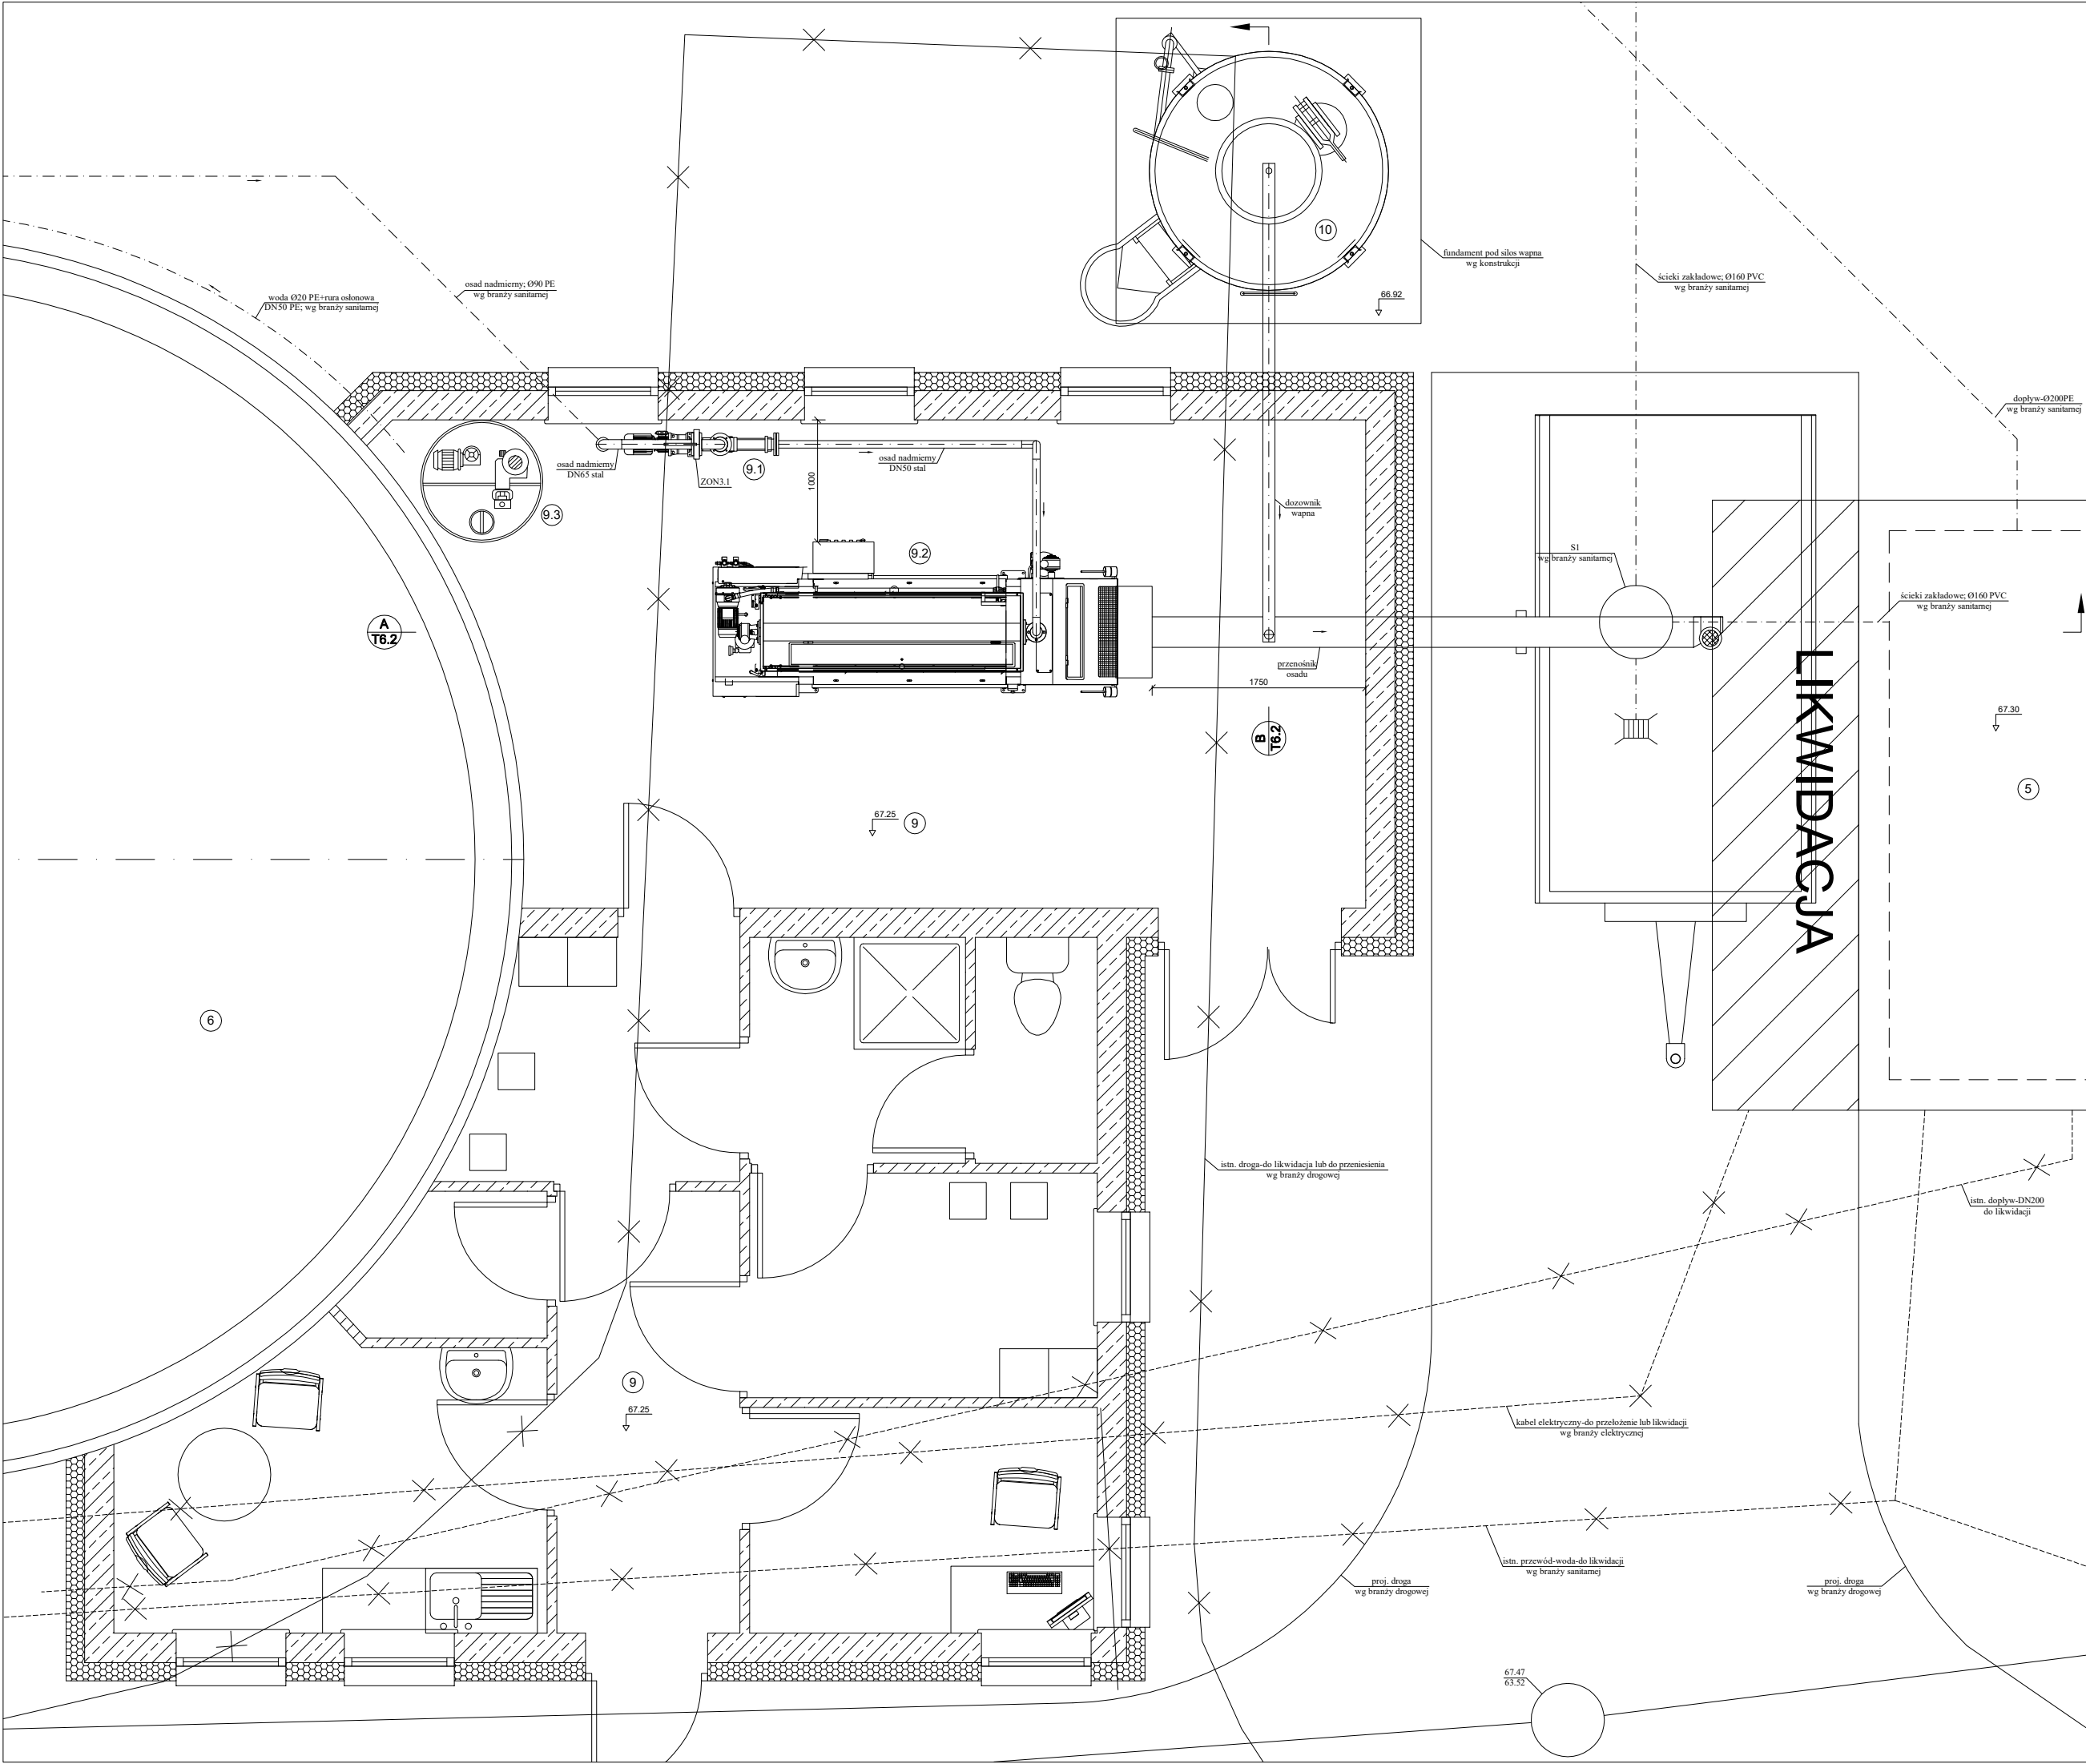 10
fundament pod silos wapna
wg konstrukcji
66.92
ścieki zakładowe; Ø160 PVC
wg branży sanitarnej
osad nadmierny; Ø90 PE
wg branży sanitarnej
woda Ø20 PE+rura osłonowa
DN50 PE; wg branży sanitarnej
dopływ-Ø200PE
wg branży sanitarnej
osad nadmierny
DN65 stal
9.1
ZON3.1
1000
osad nadmierny
DN50 stal
9.3
dozownik
wapna
9.2
S1
wg branży sanitarnej
ścieki zakładowe; Ø160 PVC
wg branży sanitarnej
A
T6.2
przenośnik
osadu
1750
B
T6.2
LIKWIDACJA
67.30
5
67.25
9
6
istn. droga-do likwidacja lub do przeniesienia
wg branży drogowej
istn. dopływ-DN200
do likwidacji
9
67.25
kabel elektryczny-do przełożenie lub likwidacji
wg branży elektrycznej
istn. przewód-woda-do likwidacji
wg branży sanitarnej
proj. droga
wg branży drogowej
proj. droga
wg branży drogowej
67.47
63.52